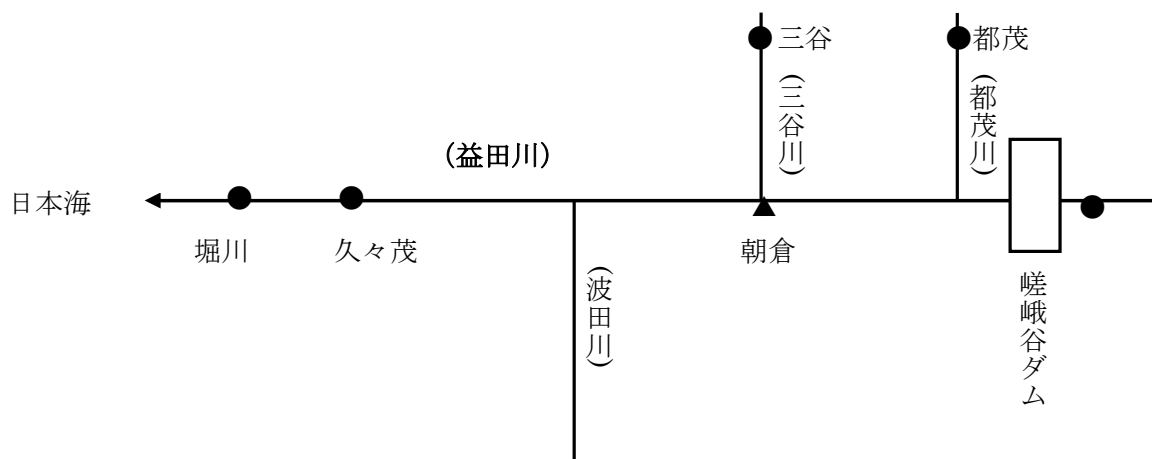 三谷
都茂
(三谷川)
(都茂川)
(益田川)
日本海
堀川
久々茂
朝倉
(波田川)
嵯峨谷ダム